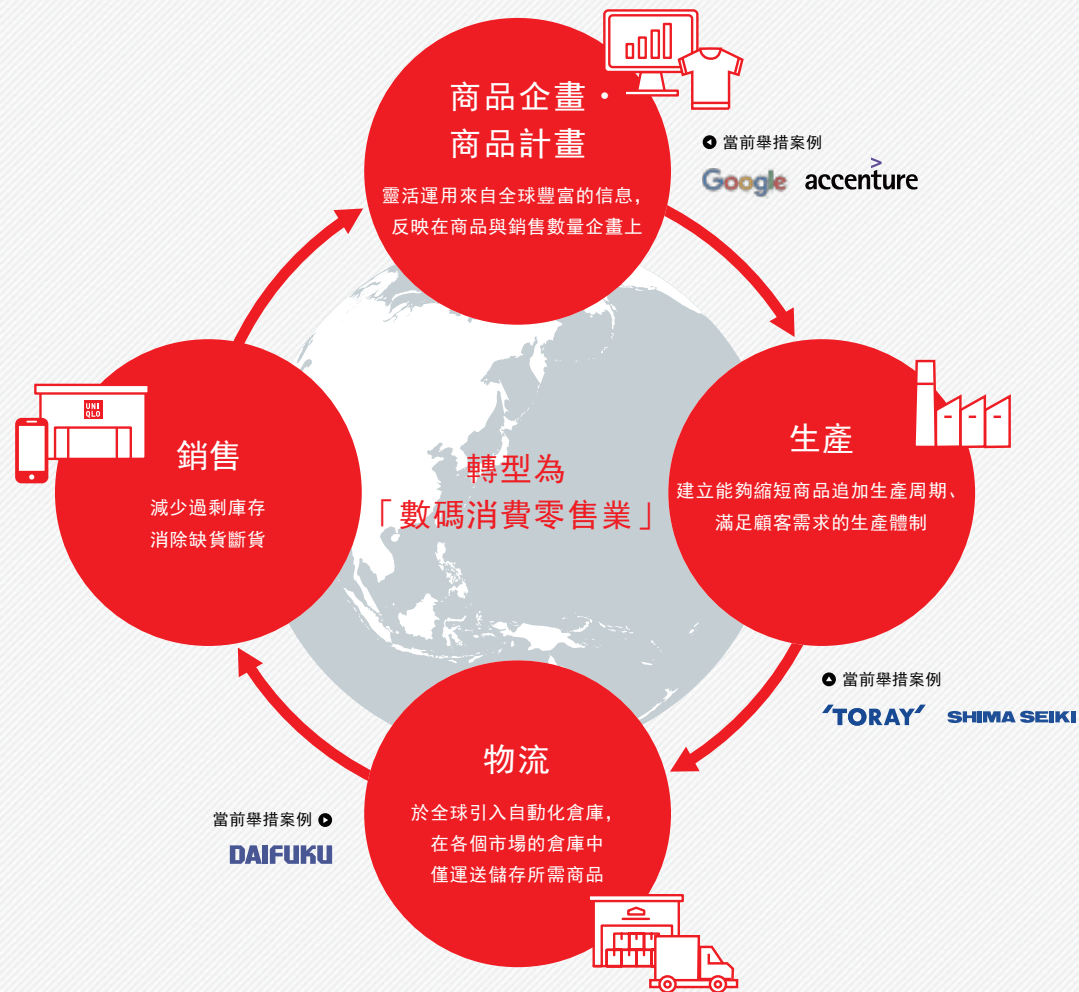 商品企畫・
商品計畫
靈活運用來自全球豐富的信息，
反映在商品與銷售數量企畫上
當前舉措案例
Google accenture
銷售
減少過剩庫存
消除缺貨斷貨
UNI
QLO
轉型為
「數碼消費零售業」
生產
建立能夠縮短商品追加生產周期、
滿足顧客需求的生產體制
當前舉措案例
'TORAY' SHIMA SEIKI
物流
於全球引入自動化倉庫，
在各個市場的倉庫中
僅運送儲存所需商品
當前舉措案例
DAIFUKU